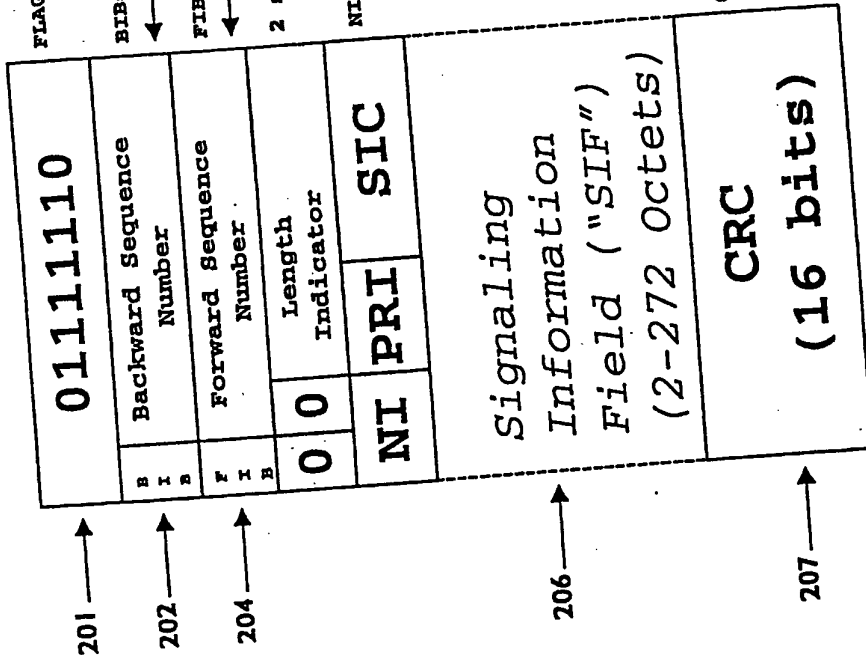 01111110
201
B
I
B
Backward Sequence
Number
202
BIB
F
I
B
Forward Sequence
Number
204
FIB
0 0
Length
Indicator
2
NI PRI SIC
NI
Signaling
Information
Field ("SIF")
(2-272 Octets)
206
CRC
(16 bits)
207